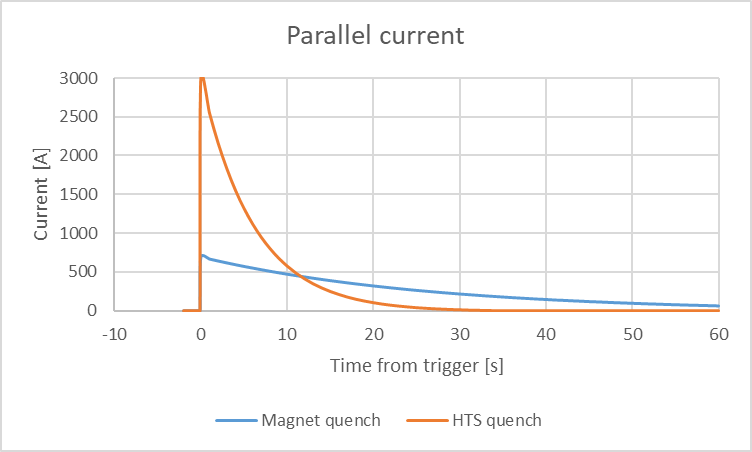 Parallel current
3000
2500
2000
1500
1000
500
0
Current [A]
-10 0 10 20 30 40 50 60
Time from trigger [s]
Magnet quench HTS quench